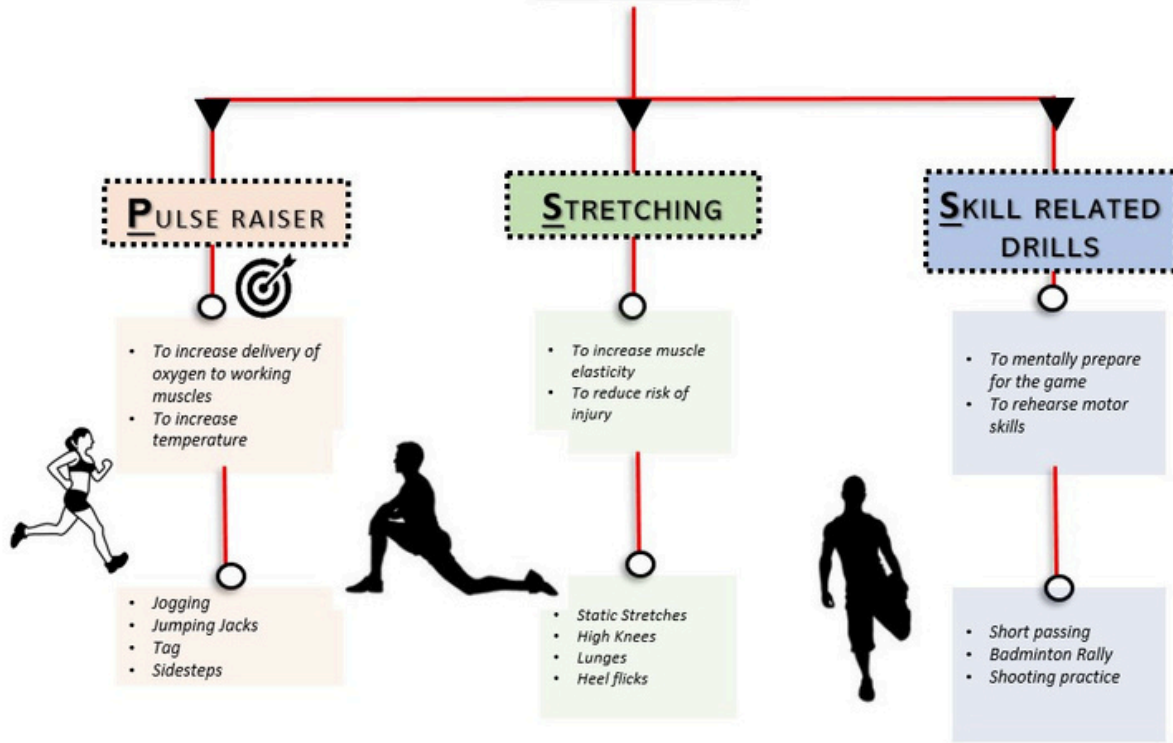 PULSE RAISER
• To increase delivery of
oxygen to working
muscles
• To increase
temperature
• Jogging
• Jumping Jacks
• Tag
• Sidesteps
STRETCHING
• To increase muscle
elasticity
• To reduce risk of
injury
• Static Stretches
• High Knees
• Lunges
• Heel flicks
SKILL RELATED
DRILLS
• To mentally prepare
for the game
• To rehearse motor
skills
• Short passing
• Badminton Rally
• Shooting practice